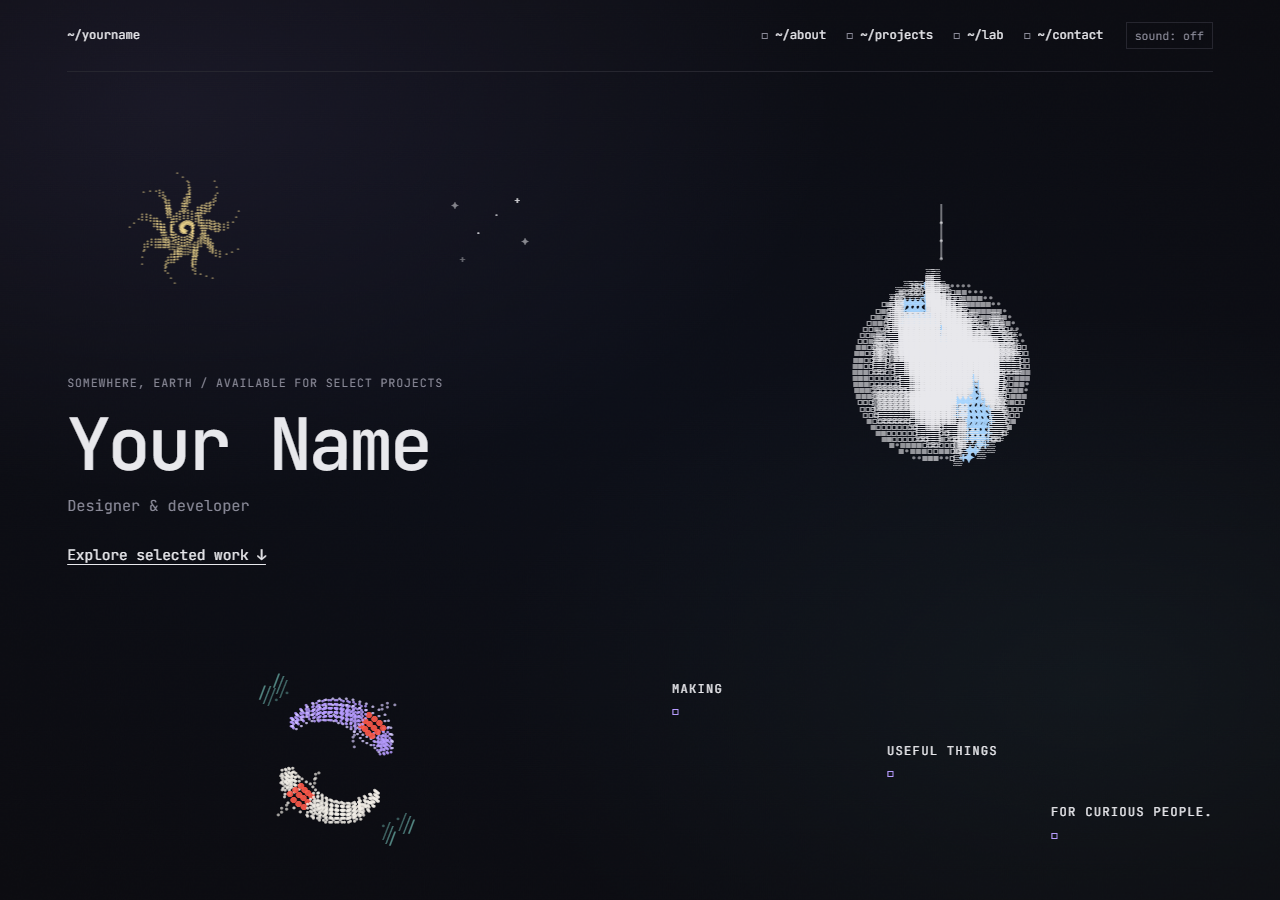 ~/yourname
~/about
~/projects
~/lab
~/contact
sound: off
SOMEWHERE, EARTH / AVAILABLE FOR SELECT PROJECTS
Your Name
Designer & developer
Explore selected work ↓
MAKING
USEFUL THINGS
FOR CURIOUS PEOPLE.